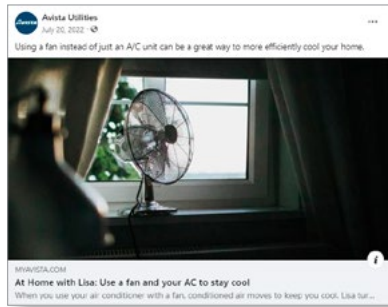 Avista Utilities
July 20, 2022
Using a fan instead of just an A/C unit can be a great way to more efficiently cool your home.
MYAVISTA.COM
At Home with Lisa: Use a fan and your AC to stay cool
When you use your air conditioner with a fan, conditioned air moves to keep you cool. Lisa tur...